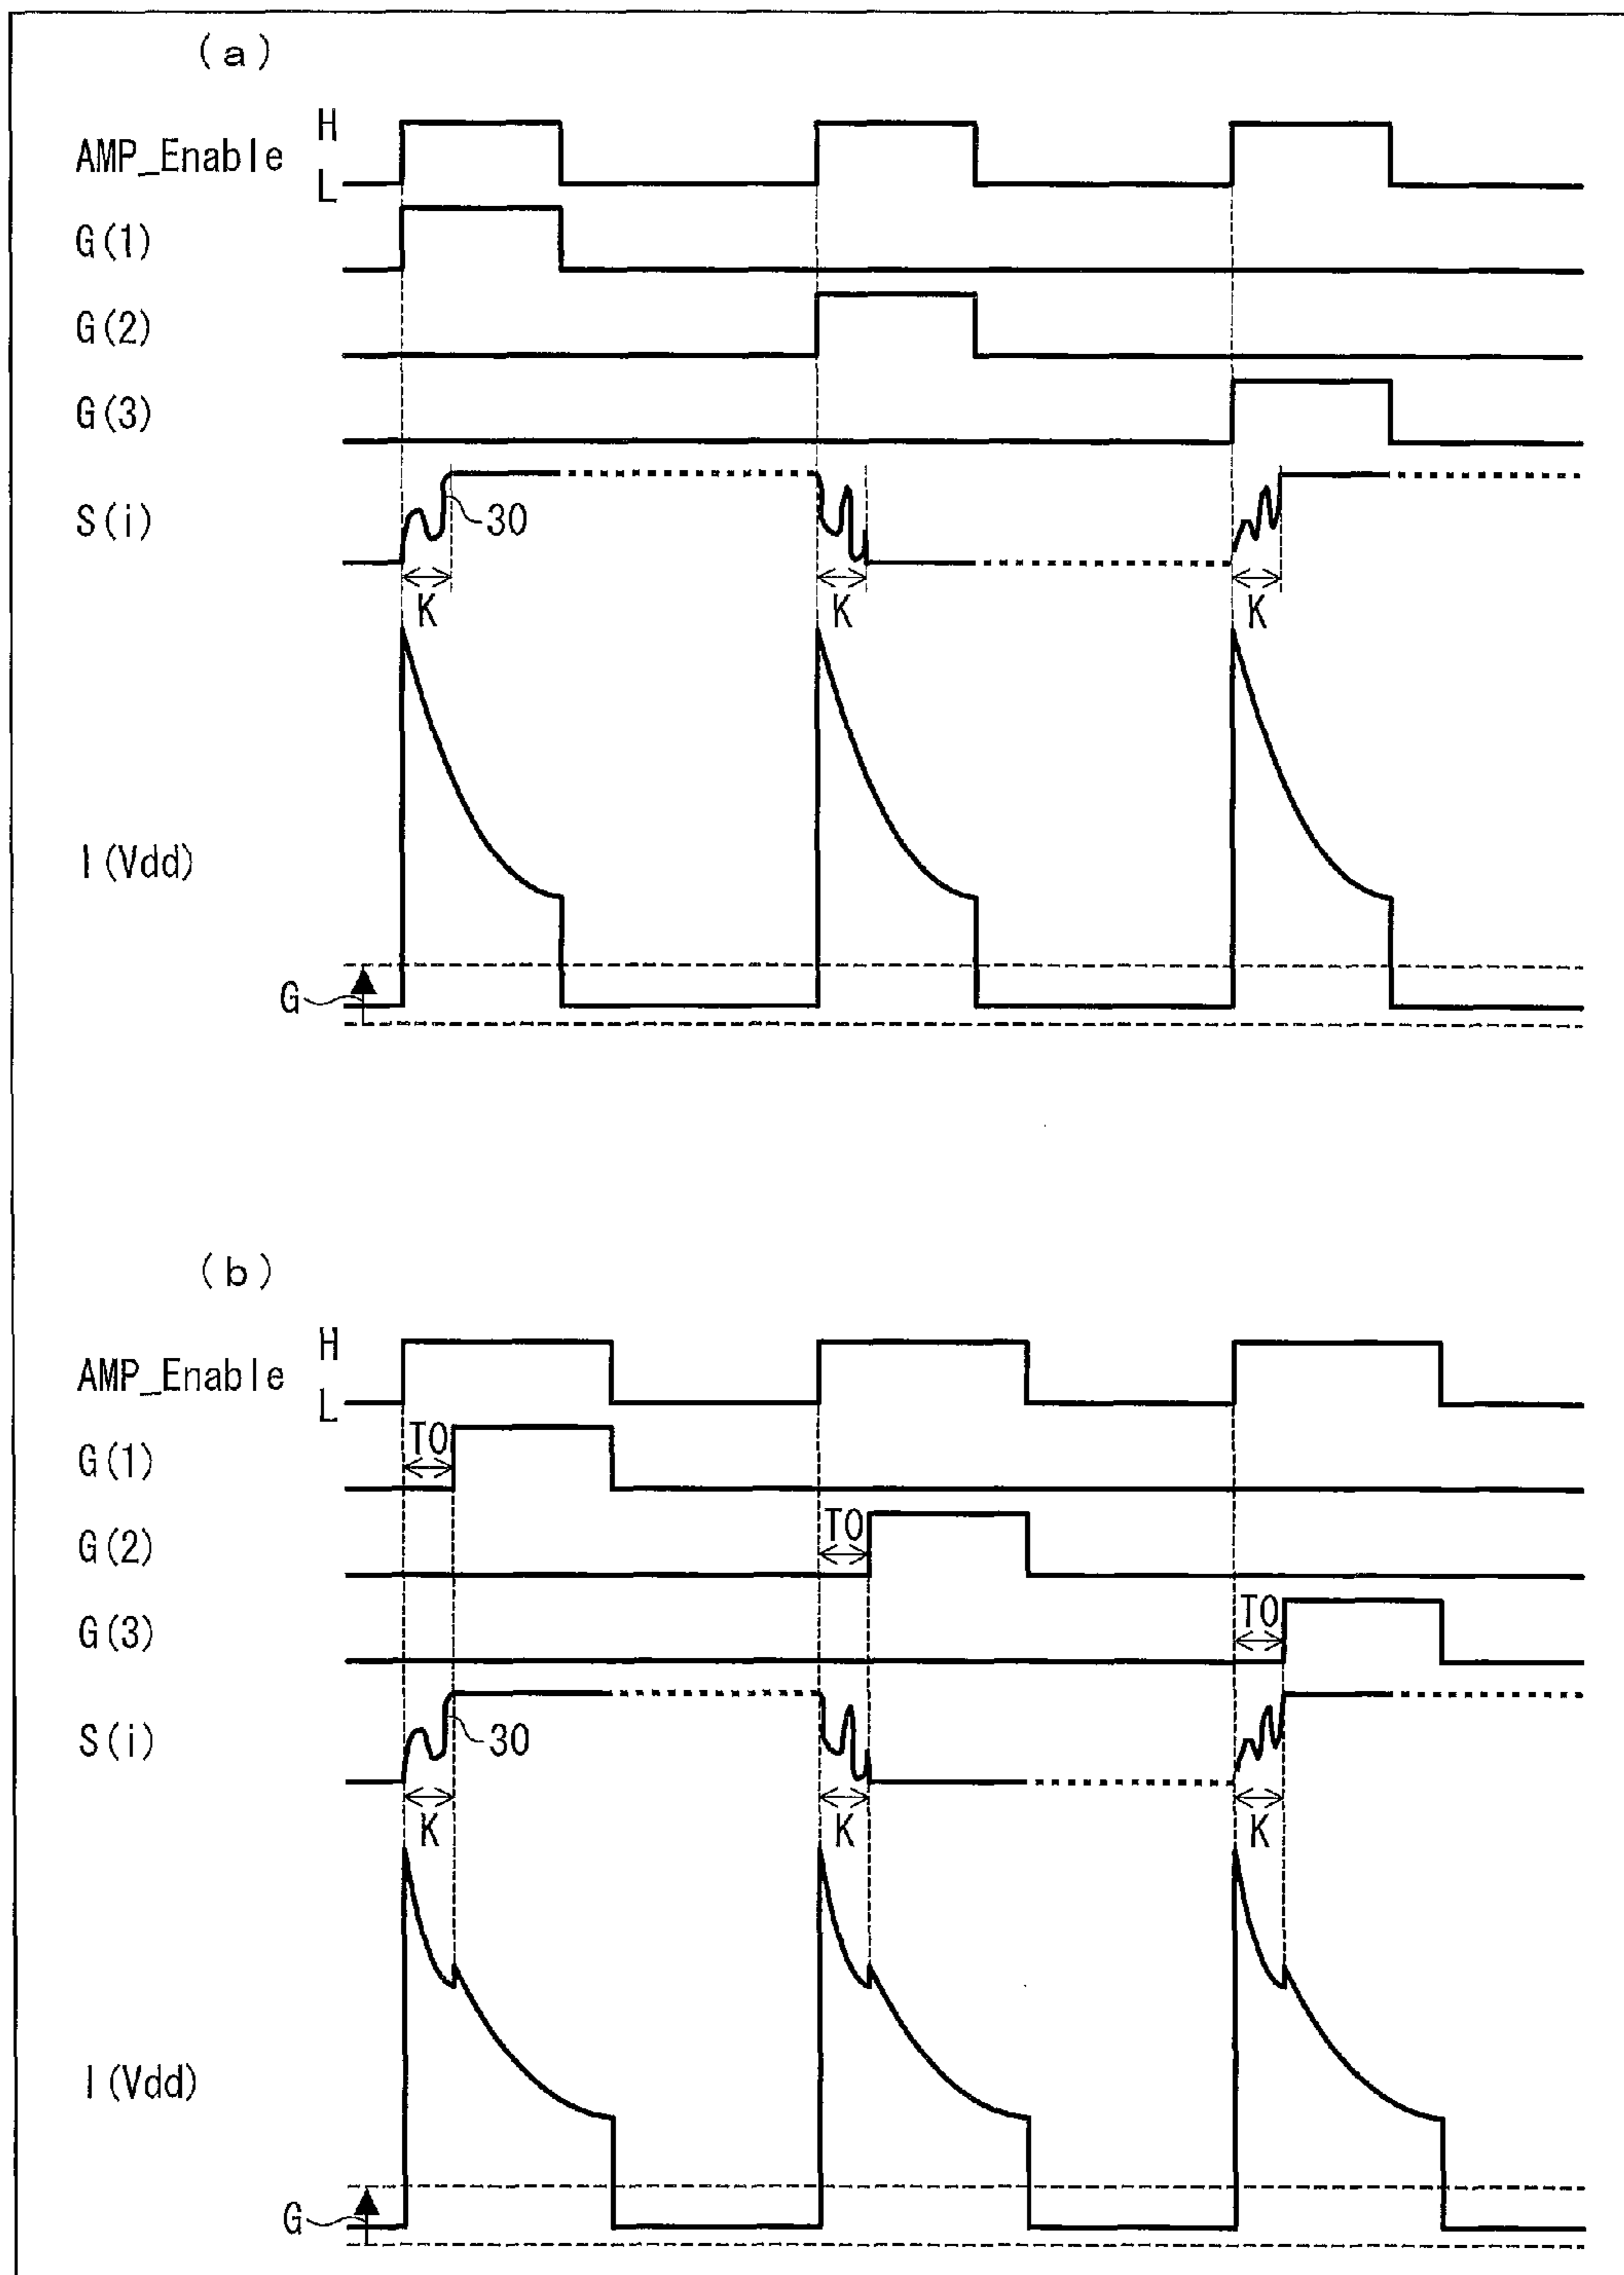 (a)
H
AMP_Enable
L
G(1)
G(2)
G(3)
S(i)
30
K
K
K
I(Vdd)
G
(b)
H
AMP_Enable
L
T0
G(1)
T0
G(2)
T0
G(3)
S(i)
30
K
K
K
I(Vdd)
G